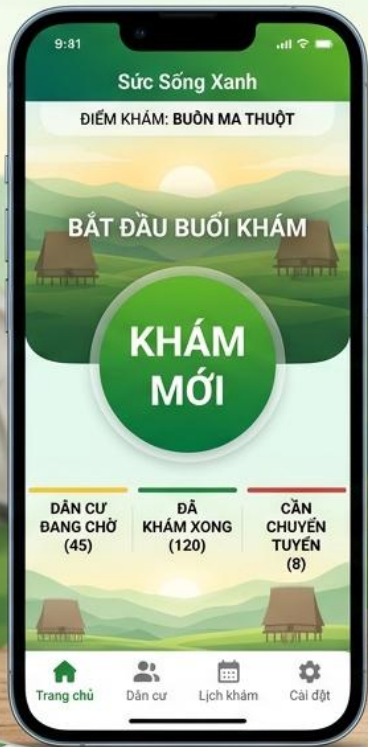 9:81
Sức Sống Xanh
ĐIỂM KHÁM: BUÔN MA THUỘT
BẮT ĐẦU BUỔI KHÁM
KHÁM
MỚI
DÂN CƯ
ĐANG CHỜ
(45)
ĐÃ
KHÁM XONG
(120)
CẦN
CHUYỂN
TUYẾN
(8)
Trang chủ
Dân cư
Lịch khám
Cài đặt